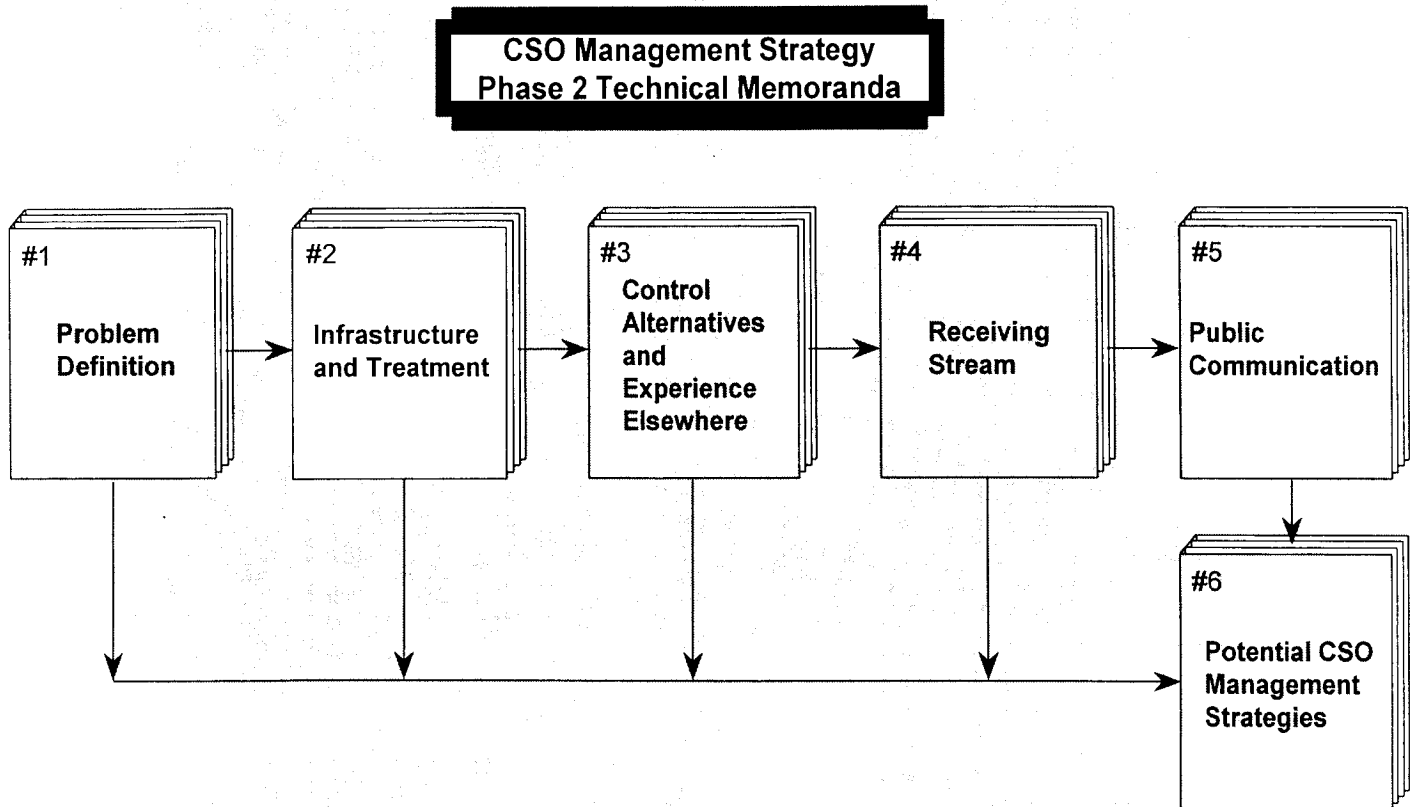 CSO Management Strategy
Phase 2 Technical Memoranda
#1
Problem
Definition
#2
Infrastructure
and Treatment
#3
Control
Alternatives
and
Experience
Elsewhere
#4
Receiving
Stream
#5
Public
Communication
#6
Potential CSO
Management
Strategies